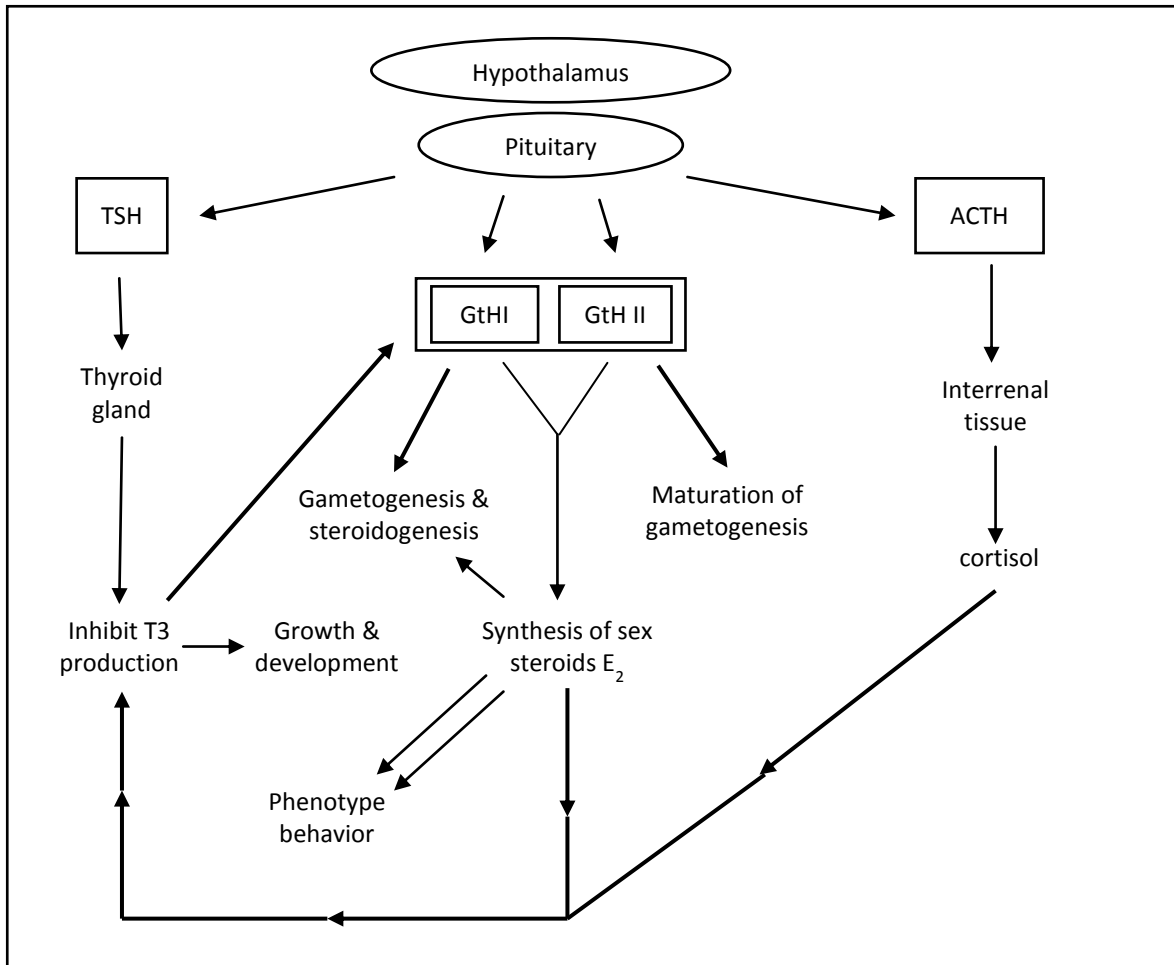 Hypothalamus
Pituitary
TSH
ACTH
GtHI
GtH II
Thyroid
gland
Interrenal
tissue
Gametogenesis &
steroidogenesis
Maturation of
gametogenesis
cortisol
Inhibit T3
production
Growth &
development
Synthesis of sex
steroids E₂
Phenotype
behavior